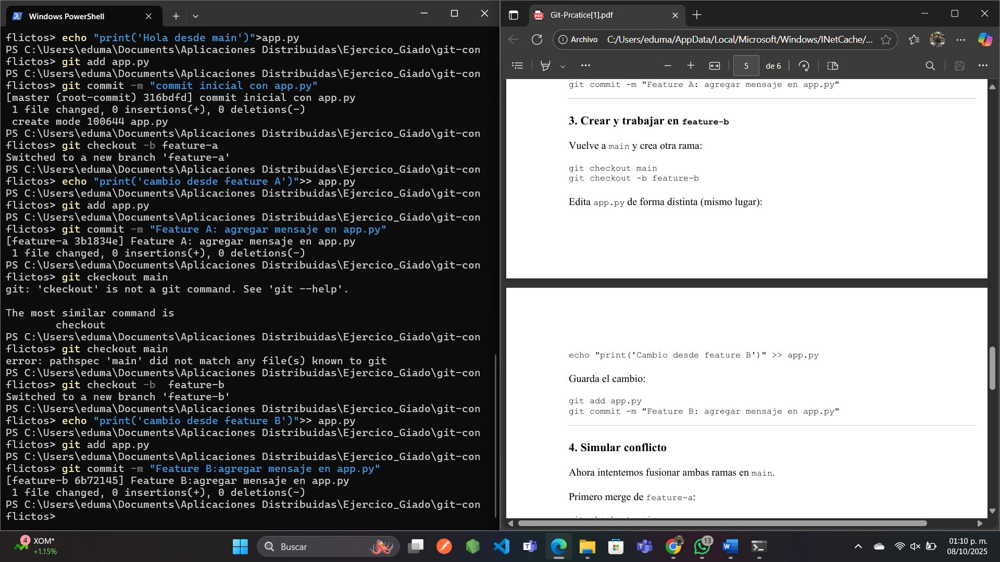 Windows PowerShell
flictos> echo "print('Hola desde main')">app.py
PS C:\Users\eduma\Documents\Aplicaciones Distribuidas\Ejercico_Giado\git-con
flictos> git add app.py
PS C:\Users\eduma\Documents\Aplicaciones Distribuidas\Ejercico_Giado\git-con
flictos> git commit -m "commit inicial con app.py"
[master (root-commit) 316bdfd] commit inicial con app.py
 1 file changed, 0 insertions(+), 0 deletions(-)
 create mode 100644 app.py
PS C:\Users\eduma\Documents\Aplicaciones Distribuidas\Ejercico_Giado\git-con
flictos> git checkout -b feature-a
Switched to a new branch 'feature-a'
PS C:\Users\eduma\Documents\Aplicaciones Distribuidas\Ejercico_Giado\git-con
flictos> echo "print('cambio desde feature A')">> app.py
PS C:\Users\eduma\Documents\Aplicaciones Distribuidas\Ejercico_Giado\git-con
flictos> git add app.py
PS C:\Users\eduma\Documents\Aplicaciones Distribuidas\Ejercico_Giado\git-con
flictos> git commit -m "Feature A: agregar mensaje en app.py"
[feature-a 3b1834e] Feature A: agregar mensaje en app.py
 1 file changed, 0 insertions(+), 0 deletions(-)
PS C:\Users\eduma\Documents\Aplicaciones Distribuidas\Ejercico_Giado\git-con
flictos> git ckeckout main
git: 'ckeckout' is not a git command. See 'git --help'.
The most similar command is
        checkout
PS C:\Users\eduma\Documents\Aplicaciones Distribuidas\Ejercico_Giado\git-con
flictos> git checkout main
error: pathspec 'main' did not match any file(s) known to git
PS C:\Users\eduma\Documents\Aplicaciones Distribuidas\Ejercico_Giado\git-con
flictos> git checkout -b  feature-b
Switched to a new branch 'feature-b'
PS C:\Users\eduma\Documents\Aplicaciones Distribuidas\Ejercico_Giado\git-con
flictos> echo "print('cambio desde feature B')">> app.py
PS C:\Users\eduma\Documents\Aplicaciones Distribuidas\Ejercico_Giado\git-con
flictos> git add app.py
PS C:\Users\eduma\Documents\Aplicaciones Distribuidas\Ejercico_Giado\git-con
flictos> git commit -m "Feature B:agregar mensaje en app.py"
[feature-b 6b72145] Feature B:agregar mensaje en app.py
 1 file changed, 0 insertions(+), 0 deletions(-)
PS C:\Users\eduma\Documents\Aplicaciones Distribuidas\Ejercico_Giado\git-con
flictos>
Git-Prcatice[1].pdf
Archivo C:/Users/eduma/AppData/Local/Microsoft/Windows/INetCache/...
5 de 6
git commit -m "Feature A: agregar mensaje en app.py"
3. Crear y trabajar en feature-b
Vuelve a main y crea otra rama:
git checkout main
git checkout -b feature-b
Edita app.py de forma distinta (mismo lugar):
echo "print('Cambio desde feature B')" >> app.py
Guarda el cambio:
git add app.py
git commit -m "Feature B: agregar mensaje en app.py"
4. Simular conflicto
Ahora intentemos fusionar ambas ramas en main.
Primero merge de feature-a:
4
XOM*
+1.15%
Buscar
13
01:10 p. m.
08/10/2025